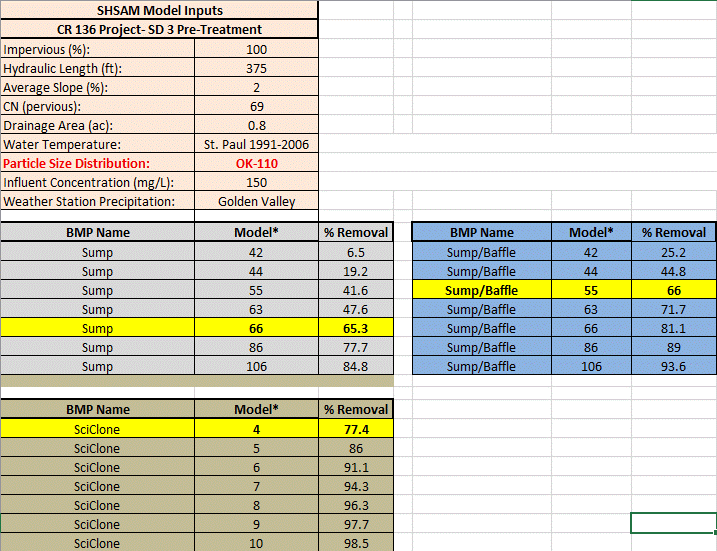 SHSAM Model Inputs
CR 136 Project- SD 3 Pre-Treatment
Impervious (%): 100
Hydraulic Length (ft): 375
Average Slope (%): 2
CN (pervious): 69
Drainage Area (ac): 0.8
Water Temperature: St. Paul 1991-2006
Particle Size Distribution: OK-110
Influent Concentration (mg/L): 150
Weather Station Precipitation: Golden Valley
BMP Name Model* % Removal
Sump 42 6.5
Sump 44 19.2
Sump 55 41.6
Sump 63 47.6
Sump 66 65.3
Sump 86 77.7
Sump 106 84.8
BMP Name Model* % Removal
Sump/Baffle 42 25.2
Sump/Baffle 44 44.8
Sump/Baffle 55 66
Sump/Baffle 63 71.7
Sump/Baffle 66 81.1
Sump/Baffle 86 89
Sump/Baffle 106 93.6
BMP Name Model* % Removal
SciClone 4 77.4
SciClone 5 86
SciClone 6 91.1
SciClone 7 94.3
SciClone 8 96.3
SciClone 9 97.7
SciClone 10 98.5